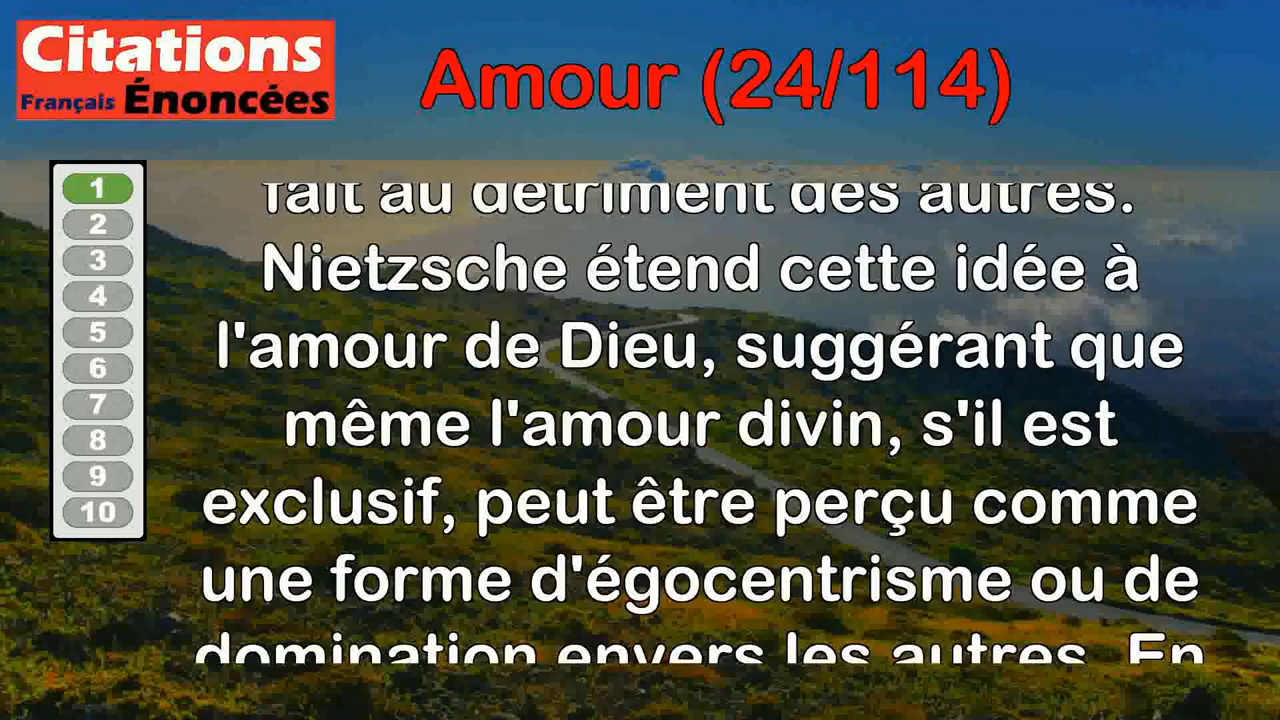 Citations
Français Énoncées
Amour (24/114)
1
2
3
4
5
6
7
8
9
10
fait au détriment des autres.
Nietzsche étend cette idée à
l'amour de Dieu, suggérant que
même l'amour divin, s'il est
exclusif, peut être perçu comme
une forme d'égocentrisme ou de
domination envers les autres. En